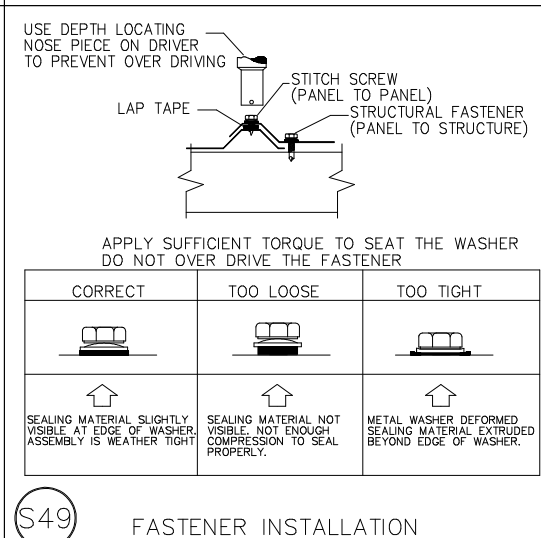 USE DEPTH LOCATING
NOSE PIECE ON DRIVER
TO PREVENT OVER DRIVING
STITCH SCREW
(PANEL TO PANEL)
LAP TAPE
STRUCTURAL FASTENER
(PANEL TO STRUCTURE)
APPLY SUFFICIENT TORQUE TO SEAT THE WASHER
DO NOT OVER DRIVE THE FASTENER
CORRECT
TOO LOOSE
TOO TIGHT
SEALING MATERIAL SLIGHTLY
VISIBLE AT EDGE OF WASHER.
ASSEMBLY IS WEATHER TIGHT
SEALING MATERIAL NOT
VISIBLE. NOT ENOUGH
COMPRESSION TO SEAL
PROPERLY.
METAL WASHER DEFORMED
SEALING MATERIAL EXTRUDED
BEYOND EDGE OF WASHER.
S49
FASTENER INSTALLATION